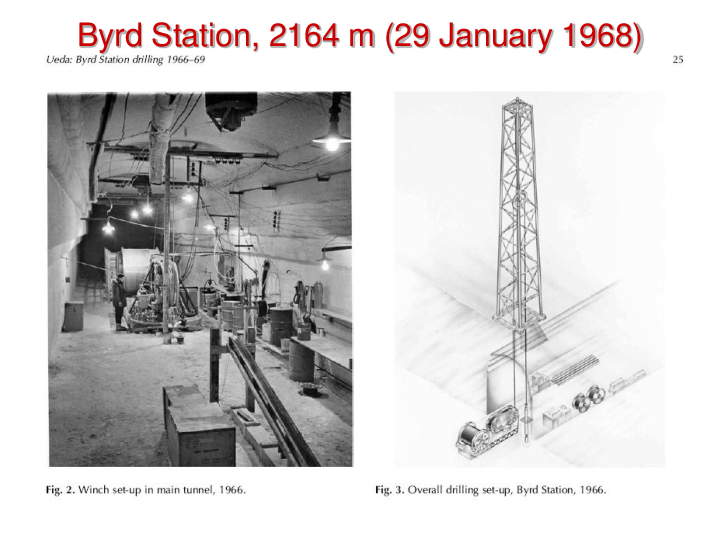 Byrd Station, 2164 m (29 January 1968)
Ueda: Byrd Station drilling 1966–69 25
Fig. 2. Winch set-up in main tunnel, 1966.
Fig. 3. Overall drilling set-up, Byrd Station, 1966.